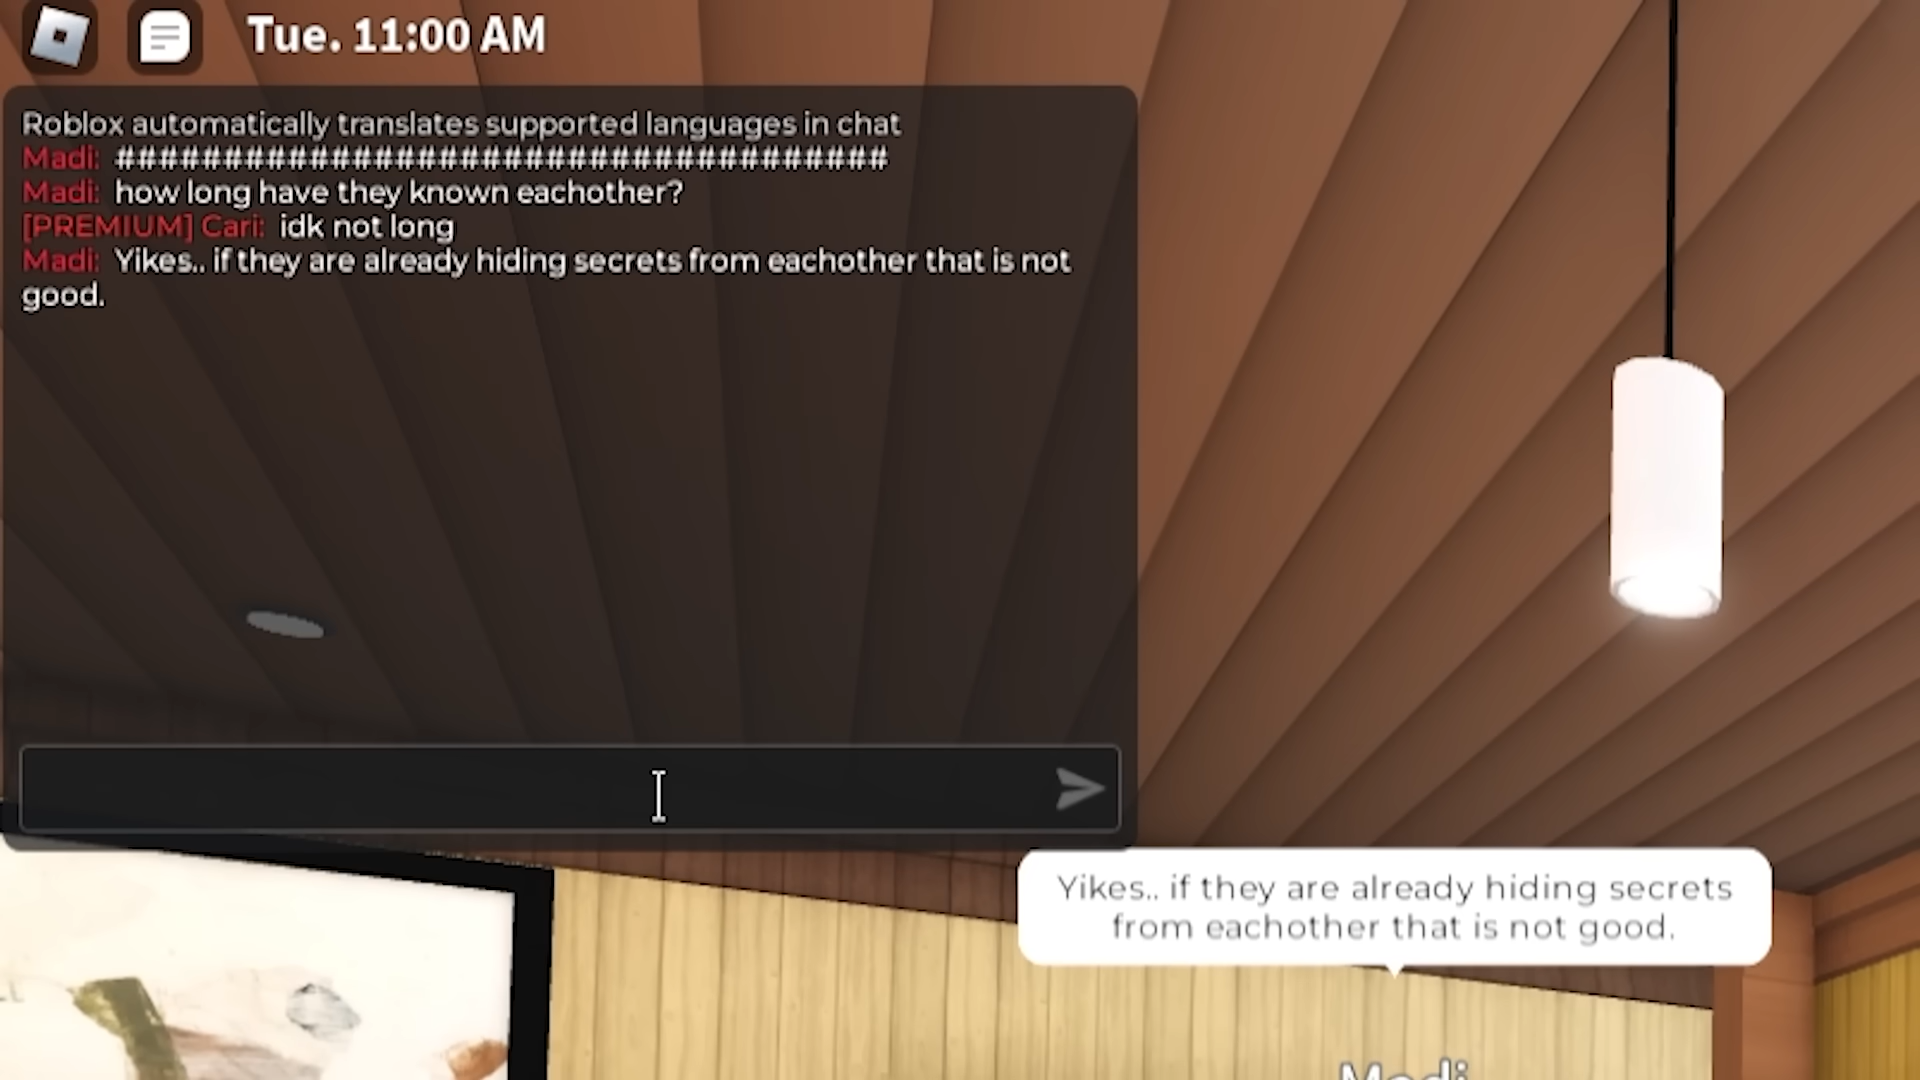 Tue. 11:00 AM
Roblox automatically translates supported languages in chat
Madi: ####################################
Madi: how long have they known eachother?
[PREMIUM] Cari: idk not long
Madi: Yikes.. if they are already hiding secrets from eachother that is not
good.
Yikes.. if they are already hiding secrets
from eachother that is not good.
Madi